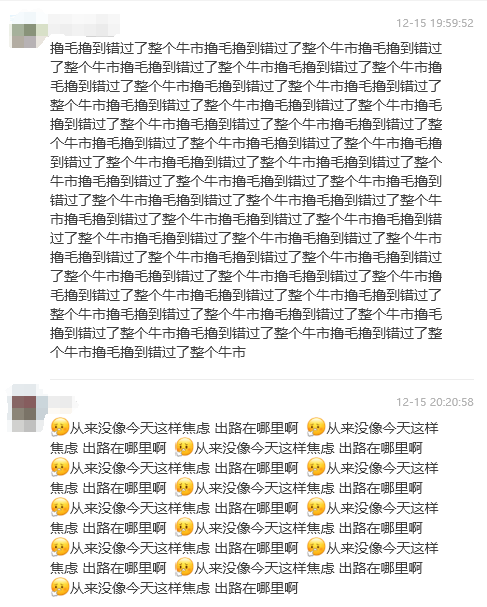 12-15 19:59:52
撸毛撸到错过了整个牛市撸毛撸到错过了整个牛市撸毛撸到错过
了整个牛市撸毛撸到错过了整个牛市撸毛撸到错过了整个牛市撸
毛撸到错过了整个牛市撸毛撸到错过了整个牛市撸毛撸到错过了
整个牛市撸毛撸到错过了整个牛市撸毛撸到错过了整个牛市撸毛
撸到错过了整个牛市撸毛撸到错过了整个牛市撸毛撸到错过了整
个牛市撸毛撸到错过了整个牛市撸毛撸到错过了整个牛市撸毛撸
到错过了整个牛市撸毛撸到错过了整个牛市撸毛撸到错过了整个
牛市撸毛撸到错过了整个牛市撸毛撸到错过了整个牛市撸毛撸到
错过了整个牛市撸毛撸到错过了整个牛市撸毛撸到错过了整个牛
市撸毛撸到错过了整个牛市撸毛撸到错过了整个牛市撸毛撸到错
过了整个牛市撸毛撸到错过了整个牛市撸毛撸到错过了整个牛市
撸毛撸到错过了整个牛市撸毛撸到错过了整个牛市撸毛撸到错过
了整个牛市撸毛撸到错过了整个牛市撸毛撸到错过了整个牛市撸
毛撸到错过了整个牛市撸毛撸到错过了整个牛市撸毛撸到错过了
整个牛市撸毛撸到错过了整个牛市撸毛撸到错过了整个牛市撸毛
撸到错过了整个牛市撸毛撸到错过了整个牛市撸毛撸到错过了整
个牛市撸毛撸到错过了整个牛市
12-15 20:20:58
从来没像今天这样焦虑 出路在哪里啊 从来没像今天这样
焦虑 出路在哪里啊 从来没像今天这样焦虑 出路在哪里啊
从来没像今天这样焦虑 出路在哪里啊 从来没像今天这样
焦虑 出路在哪里啊 从来没像今天这样焦虑 出路在哪里啊
从来没像今天这样焦虑 出路在哪里啊 从来没像今天这样
焦虑 出路在哪里啊 从来没像今天这样焦虑 出路在哪里啊
从来没像今天这样焦虑 出路在哪里啊 从来没像今天这样
焦虑 出路在哪里啊 从来没像今天这样焦虑 出路在哪里啊
从来没像今天这样焦虑 出路在哪里啊